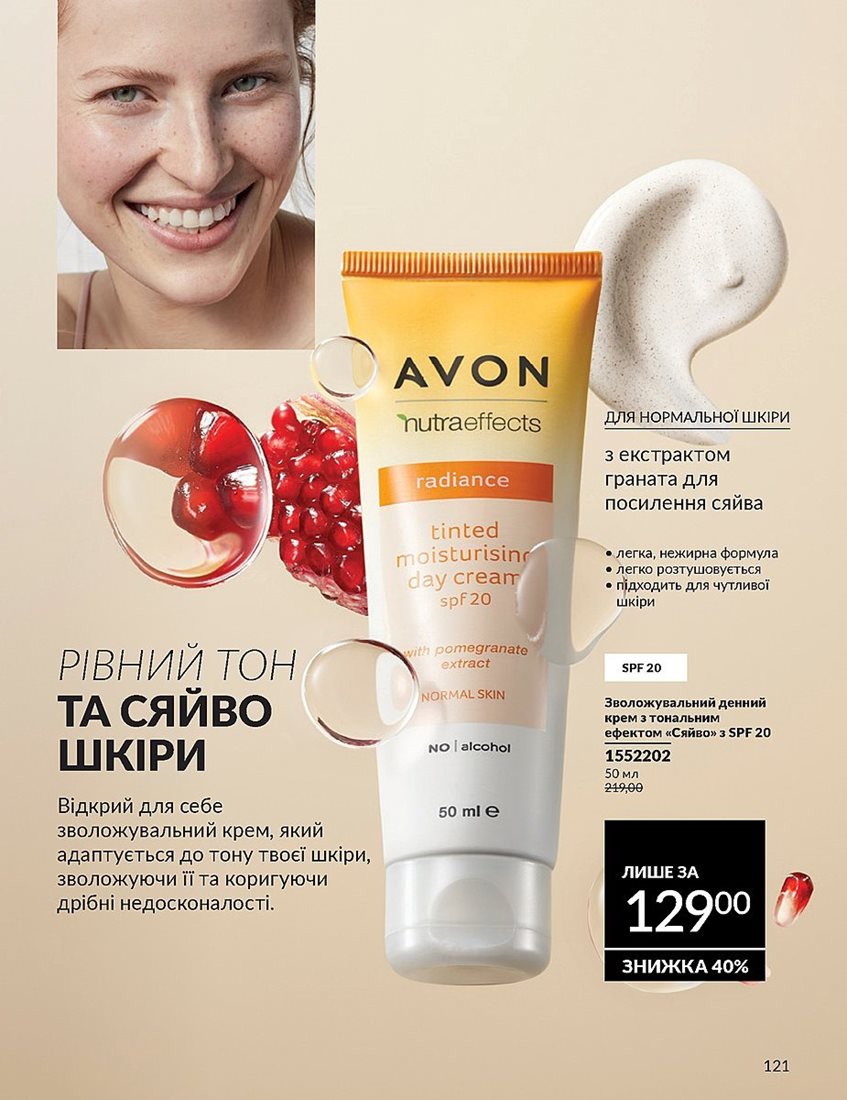 AVON
nutraeffects
radiance
tinted
moisturising
day cream
spf 20
with pomegranate
extract
NORMAL SKIN
NO | alcohol
50 ml e
ДЛЯ НОРМАЛЬНОЇ ШКІРИ
з екстрактом
граната для
посилення сяйва
• легка, нежирна формула
• легко розтушовується
• підходить для чутливої
шкіри
РІВНИЙ ТОН
ТА СЯЙВО
ШКІРИ
Відкрий для себе
зволожувальний крем, який
адаптується до тону твоєї шкіри,
зволожуючи її та коригуючи
дрібні недосконалості.
SPF 20
Зволожувальний денний
крем з тональним
ефектом «Сяйво» з SPF 20
1552202
50 мл
219,00
ЛИШЕ ЗА
12900
ЗНИЖКА 40%
121